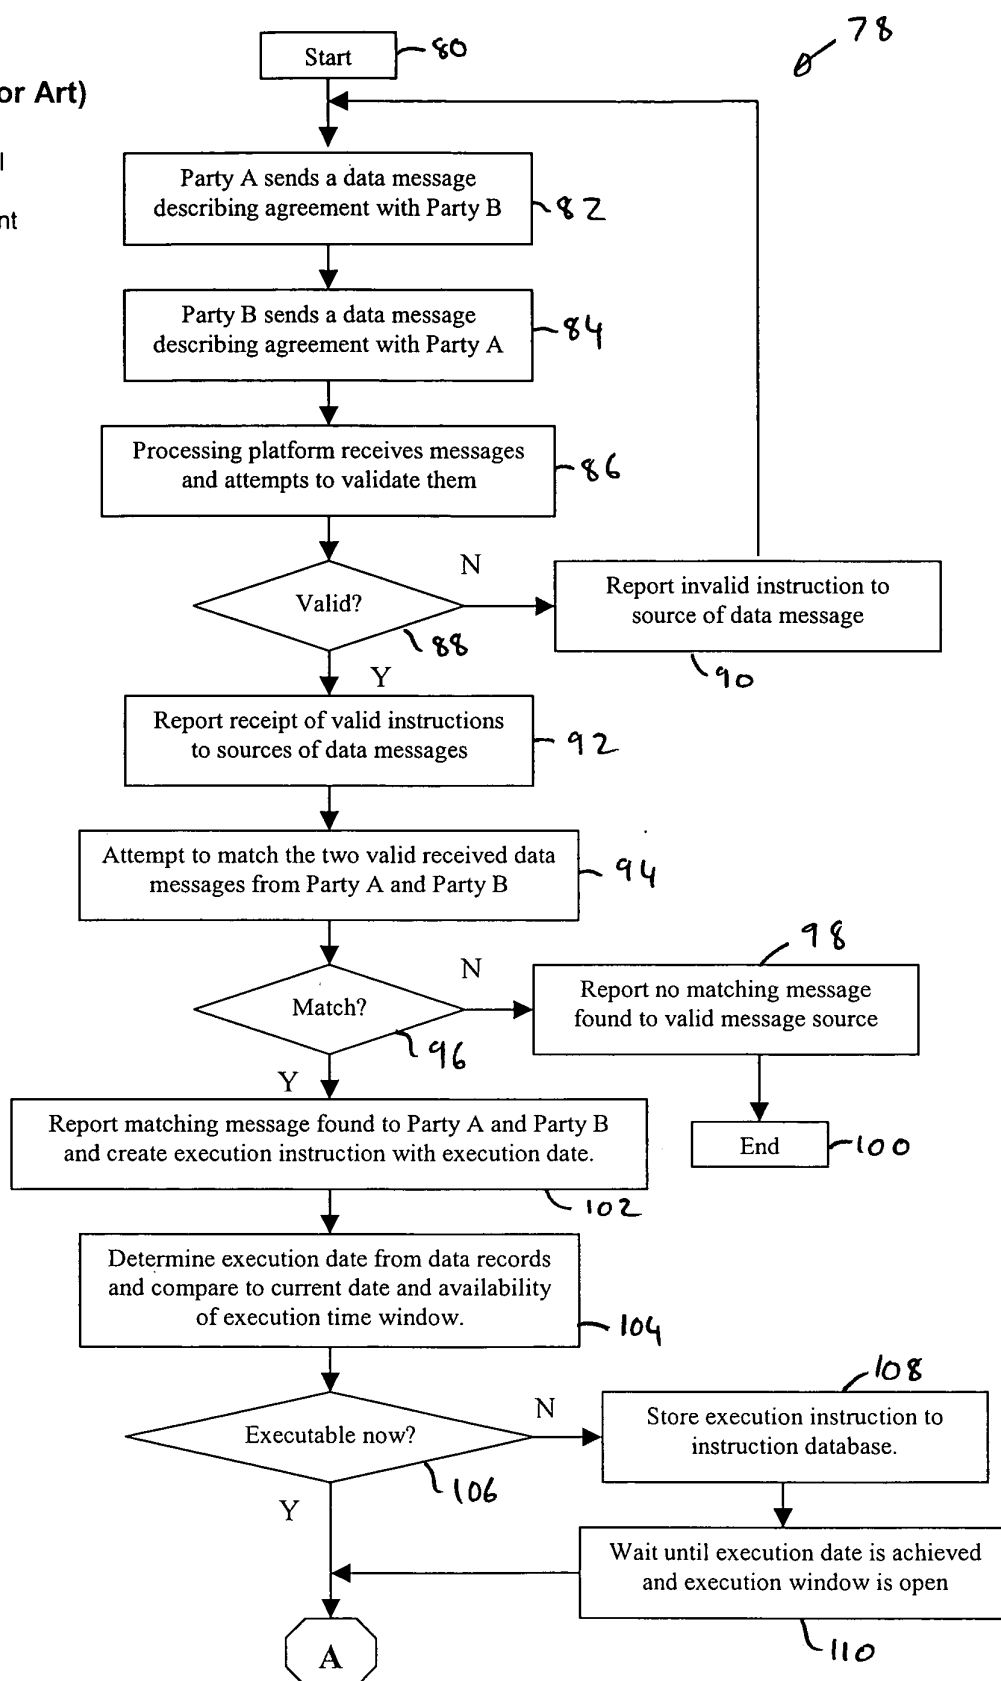 Start
80
78
or Art)
l
nt
Party A sends a data message
describing agreement with Party B
82
Party B sends a data message
describing agreement with Party A
84
Processing platform receives messages
and attempts to validate them
86
Valid?
88
N
Y
Report invalid instruction to
source of data message
90
Report receipt of valid instructions
to sources of data messages
92
Attempt to match the two valid received data
messages from Party A and Party B
94
Match?
96
N
Y
98
Report no matching message
found to valid message source
End
100
Report matching message found to Party A and Party B
and create execution instruction with execution date.
102
Determine execution date from data records
and compare to current date and availability
of execution time window.
104
Executable now?
106
N
Y
108
Store execution instruction to
instruction database.
Wait until execution date is achieved
and execution window is open
110
A